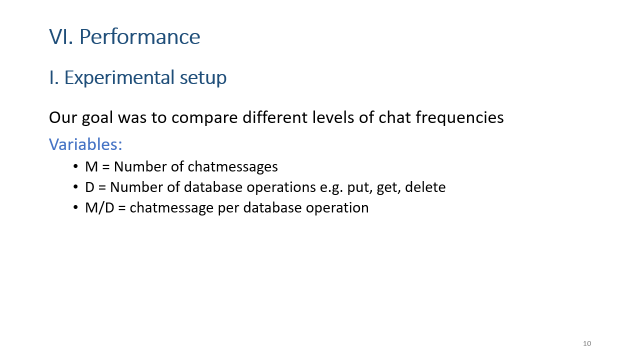 VI. Performance
I. Experimental setup
Our goal was to compare different levels of chat frequencies
Variables:
• M = Number of chatmessages
• D = Number of database operations e.g. put, get, delete
• M/D = chatmessage per database operation
10